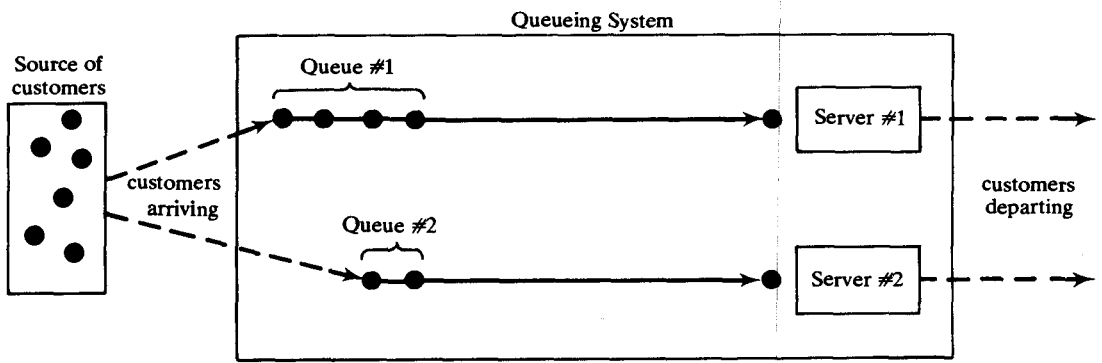 Queueing System
Source of
customers
Queue #1
Server #1
customers
arriving
customers
departing
Queue #2
Server #2